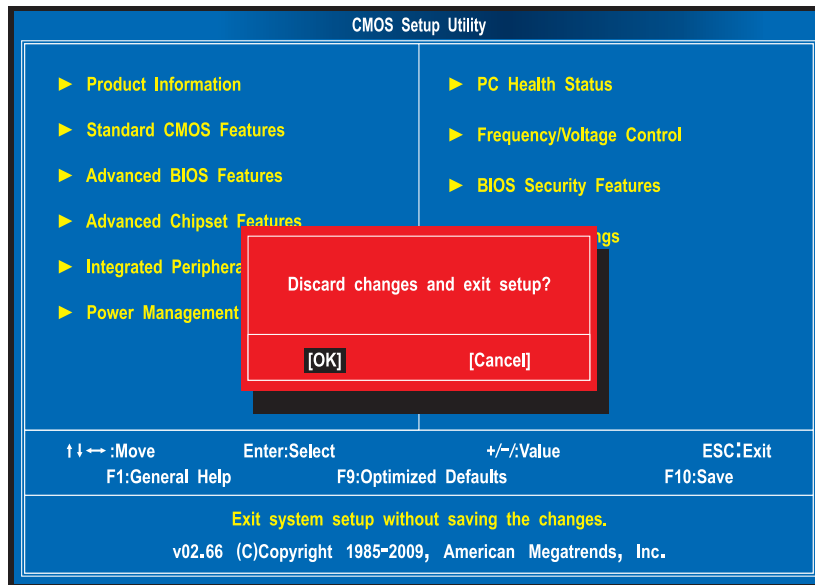 CMOS Setup Utility
► Product Information
► Standard CMOS Features
► Advanced BIOS Features
► Advanced Chipset Features
► Integrated Periphera
► Power Management
► PC Health Status
► Frequency/Voltage Control
► BIOS Security Features
ngs
Discard changes and exit setup?
[OK] [Cancel]
↑↓←→ :Move Enter:Select +/-/:Value ESC:Exit
F1:General Help F9:Optimized Defaults F10:Save
Exit system setup without saving the changes.
v02.66 (C)Copyright 1985-2009, American Megatrends, Inc.